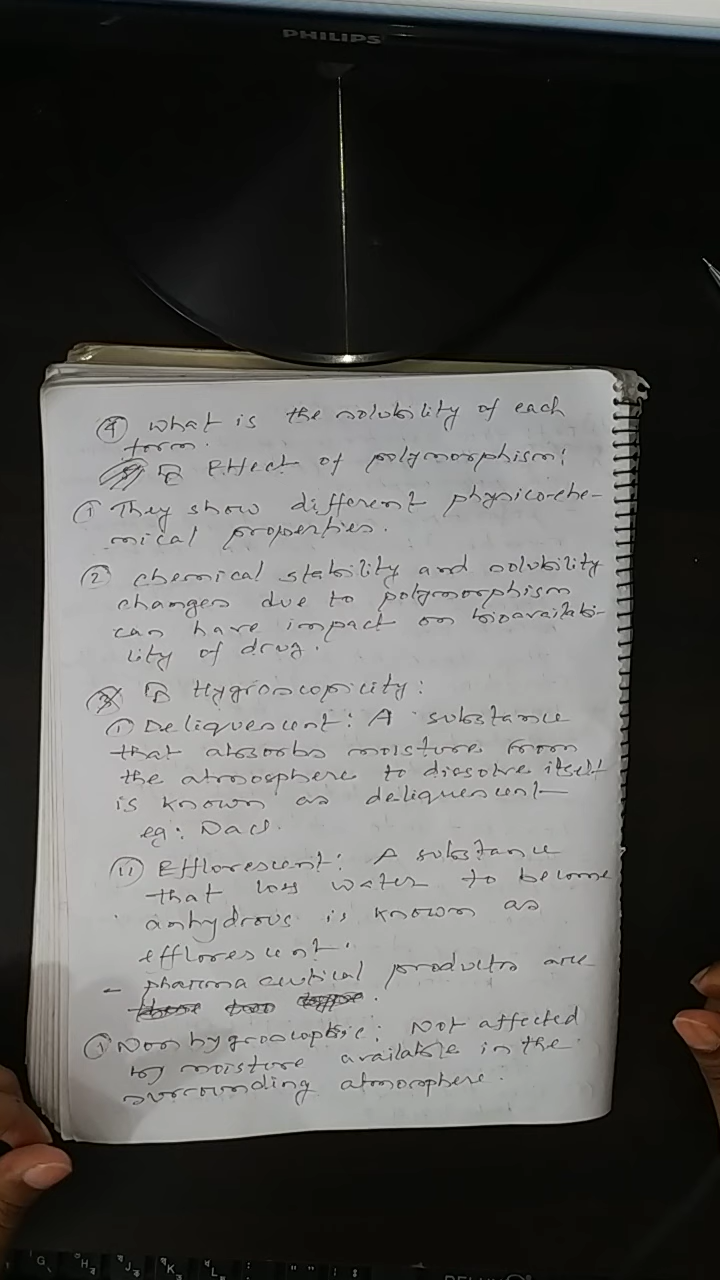 PHILIPS
④ What is the solubility of each
form.
Effect of polymorphism:
① They show different physicoche-
mical properties.
② chemical stability and solubility
changes due to polymorphism
can have impact on bioavailabi-
lity of drug.
Hygroscopicity:
① Deliquescent: A substance
that absorbs moisture from
the atmosphere to dissolve itself
is known as deliquescent
eg: NaCl.
ⅱ Efflorescent: A substance
that loss water to become
anhydrous is known as
efflorescent.
- pharmaceutical products are
① Non hygroscopic: Not affected
by moisture available in the
surrounding atmosphere.
G H J K L